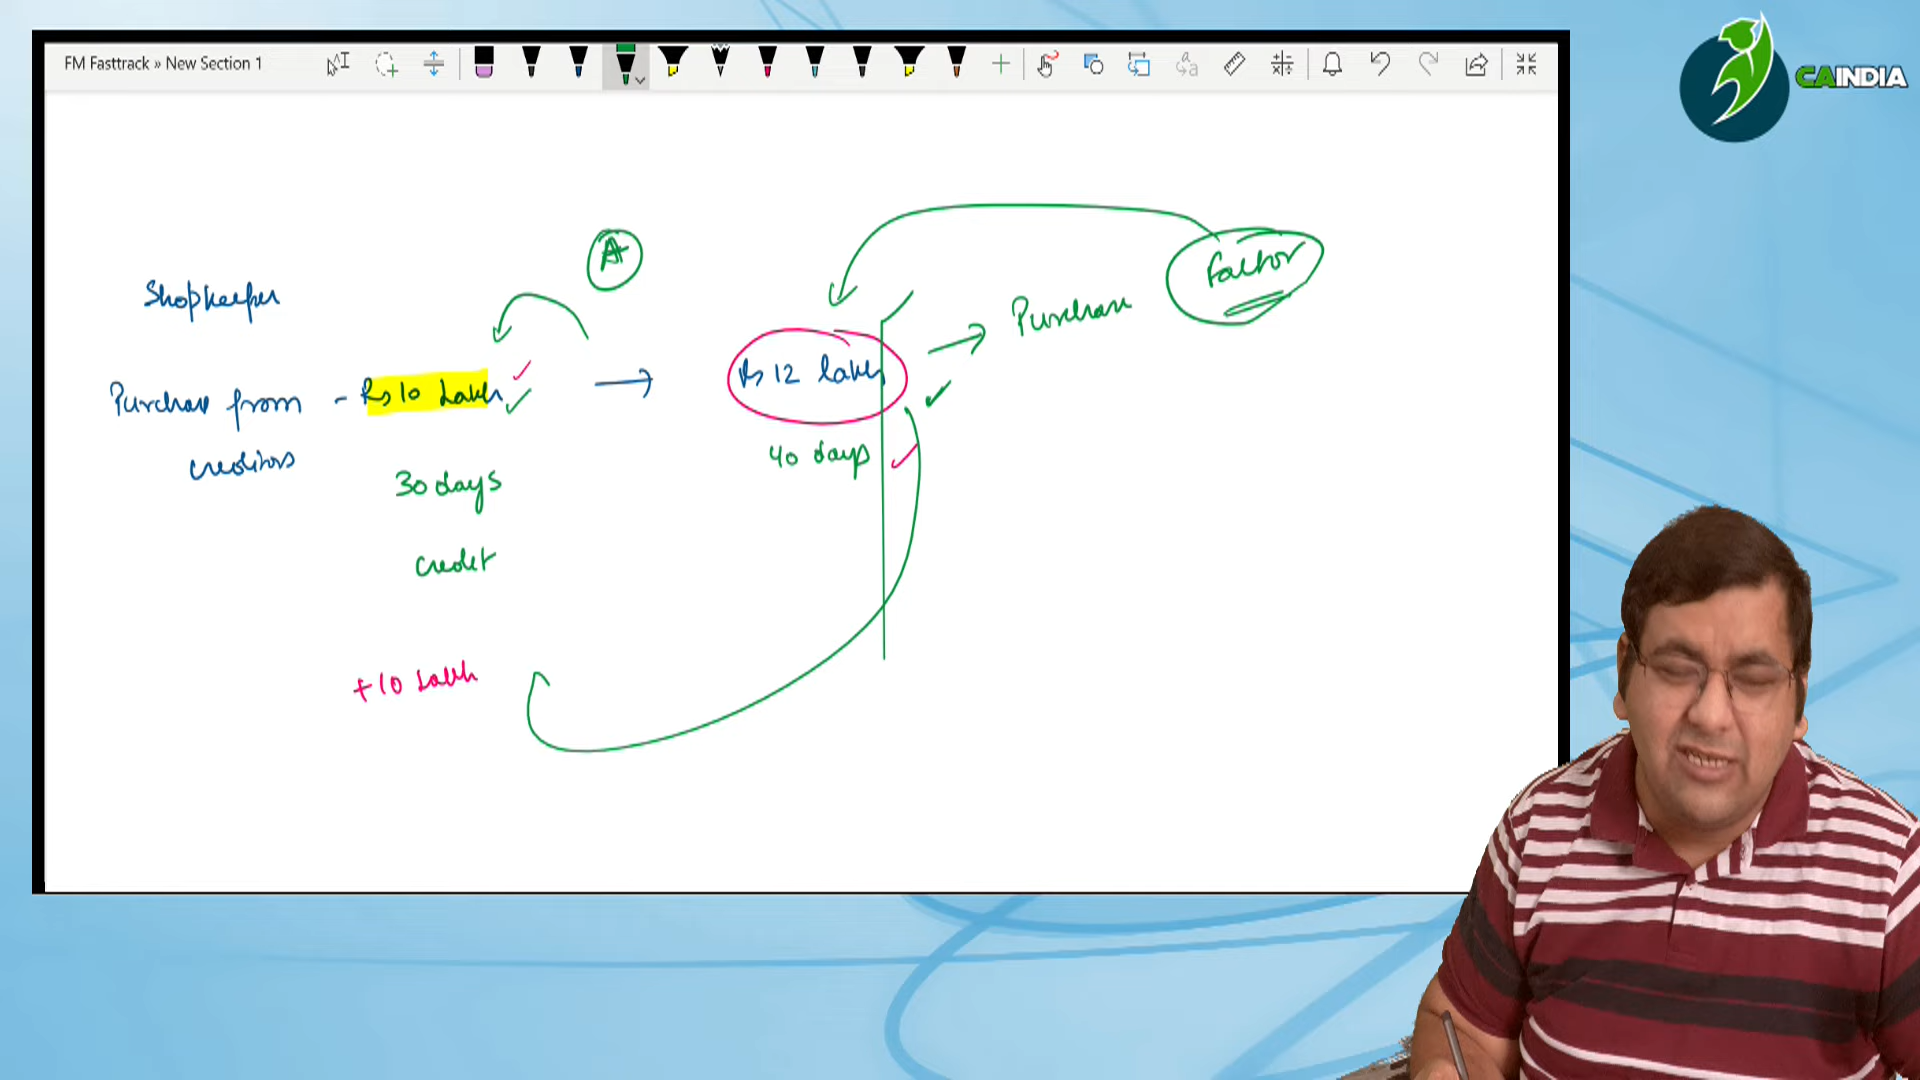 FM Fasttrack » New Section 1
CAINDIA
A
Factor
Shopkeeper
Purchase
Purchase from - Rs 10 Lakh
Rs 12 lakh
creditors
40 days
30 days
credit
+10 Lakh